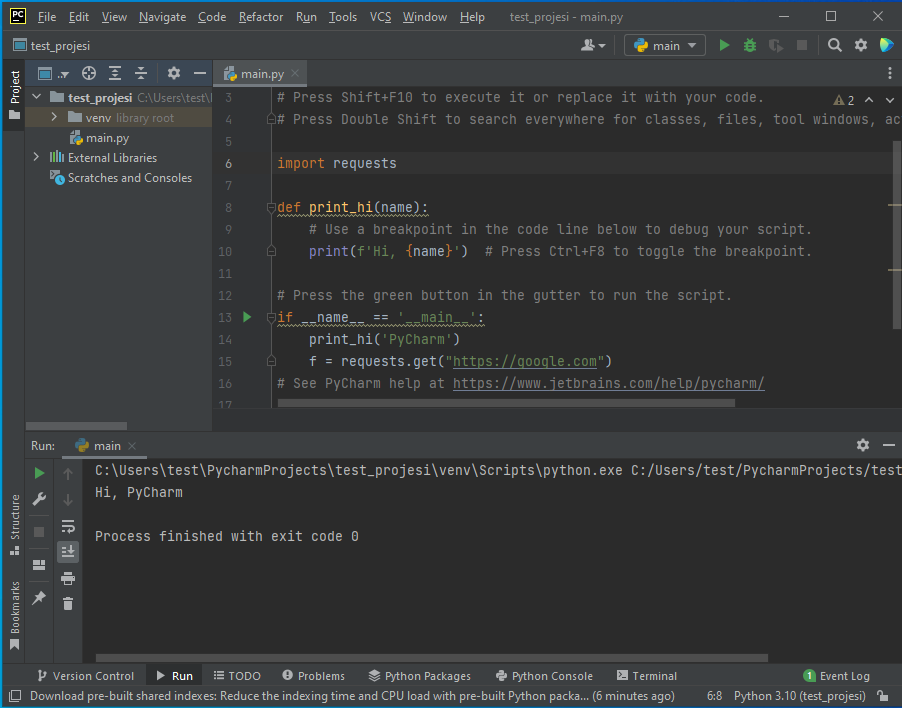 PC File Edit View Navigate Code Refactor Run Tools VCS Window Help test_projesi - main.py
test_projesi main
Project
main.py
test_projesi C:\Users\test\
venv library root
main.py
External Libraries
Scratches and Consoles
2
3 # Press Shift+F10 to execute it or replace it with your code.
4 # Press Double Shift to search everywhere for classes, files, tool windows, ac
5
6 import requests
7
8 def print_hi(name):
9 # Use a breakpoint in the code line below to debug your script.
10 print(f'Hi, {name}') # Press Ctrl+F8 to toggle the breakpoint.
11
12 # Press the green button in the gutter to run the script.
13 if __name__ == '__main__':
14 print_hi('PyCharm')
15 f = requests.get("https://google.com")
16 # See PyCharm help at https://www.jetbrains.com/help/pycharm/
17
Run: main
C:\Users\test\PycharmProjects\test_projesi\venv\Scripts\python.exe C:/Users/test/PycharmProjects/test
Hi, PyCharm
Process finished with exit code 0
Structure
Bookmarks
Version Control Run TODO Problems Python Packages Python Console Terminal 1 Event Log
Download pre-built shared indexes: Reduce the indexing time and CPU load with pre-built Python packa... (6 minutes ago) 6:8 Python 3.10 (test_projesi)